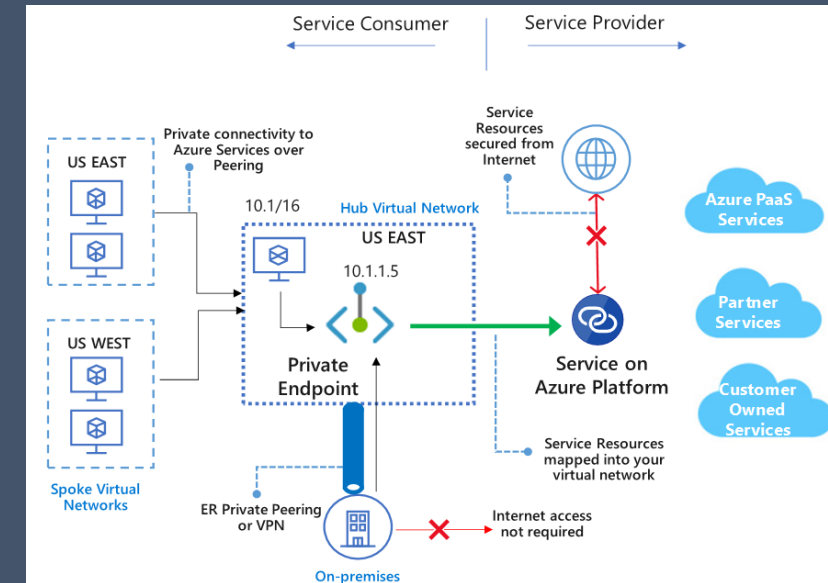 Service Consumer
Service Provider
Service
Resources
secured from
Internet
Private connectivity to
Azure Services over
Peering
US EAST
10.1/16
Hub Virtual Network
US EAST
10.1.1.5
Azure PaaS
Services
Partner
Services
US WEST
Private
Endpoint
Service on
Azure Platform
Customer
Owned
Services
Service Resources
mapped into your
virtual network
Spoke Virtual
Networks
ER Private Peering
or VPN
Internet access
not required
On-premises